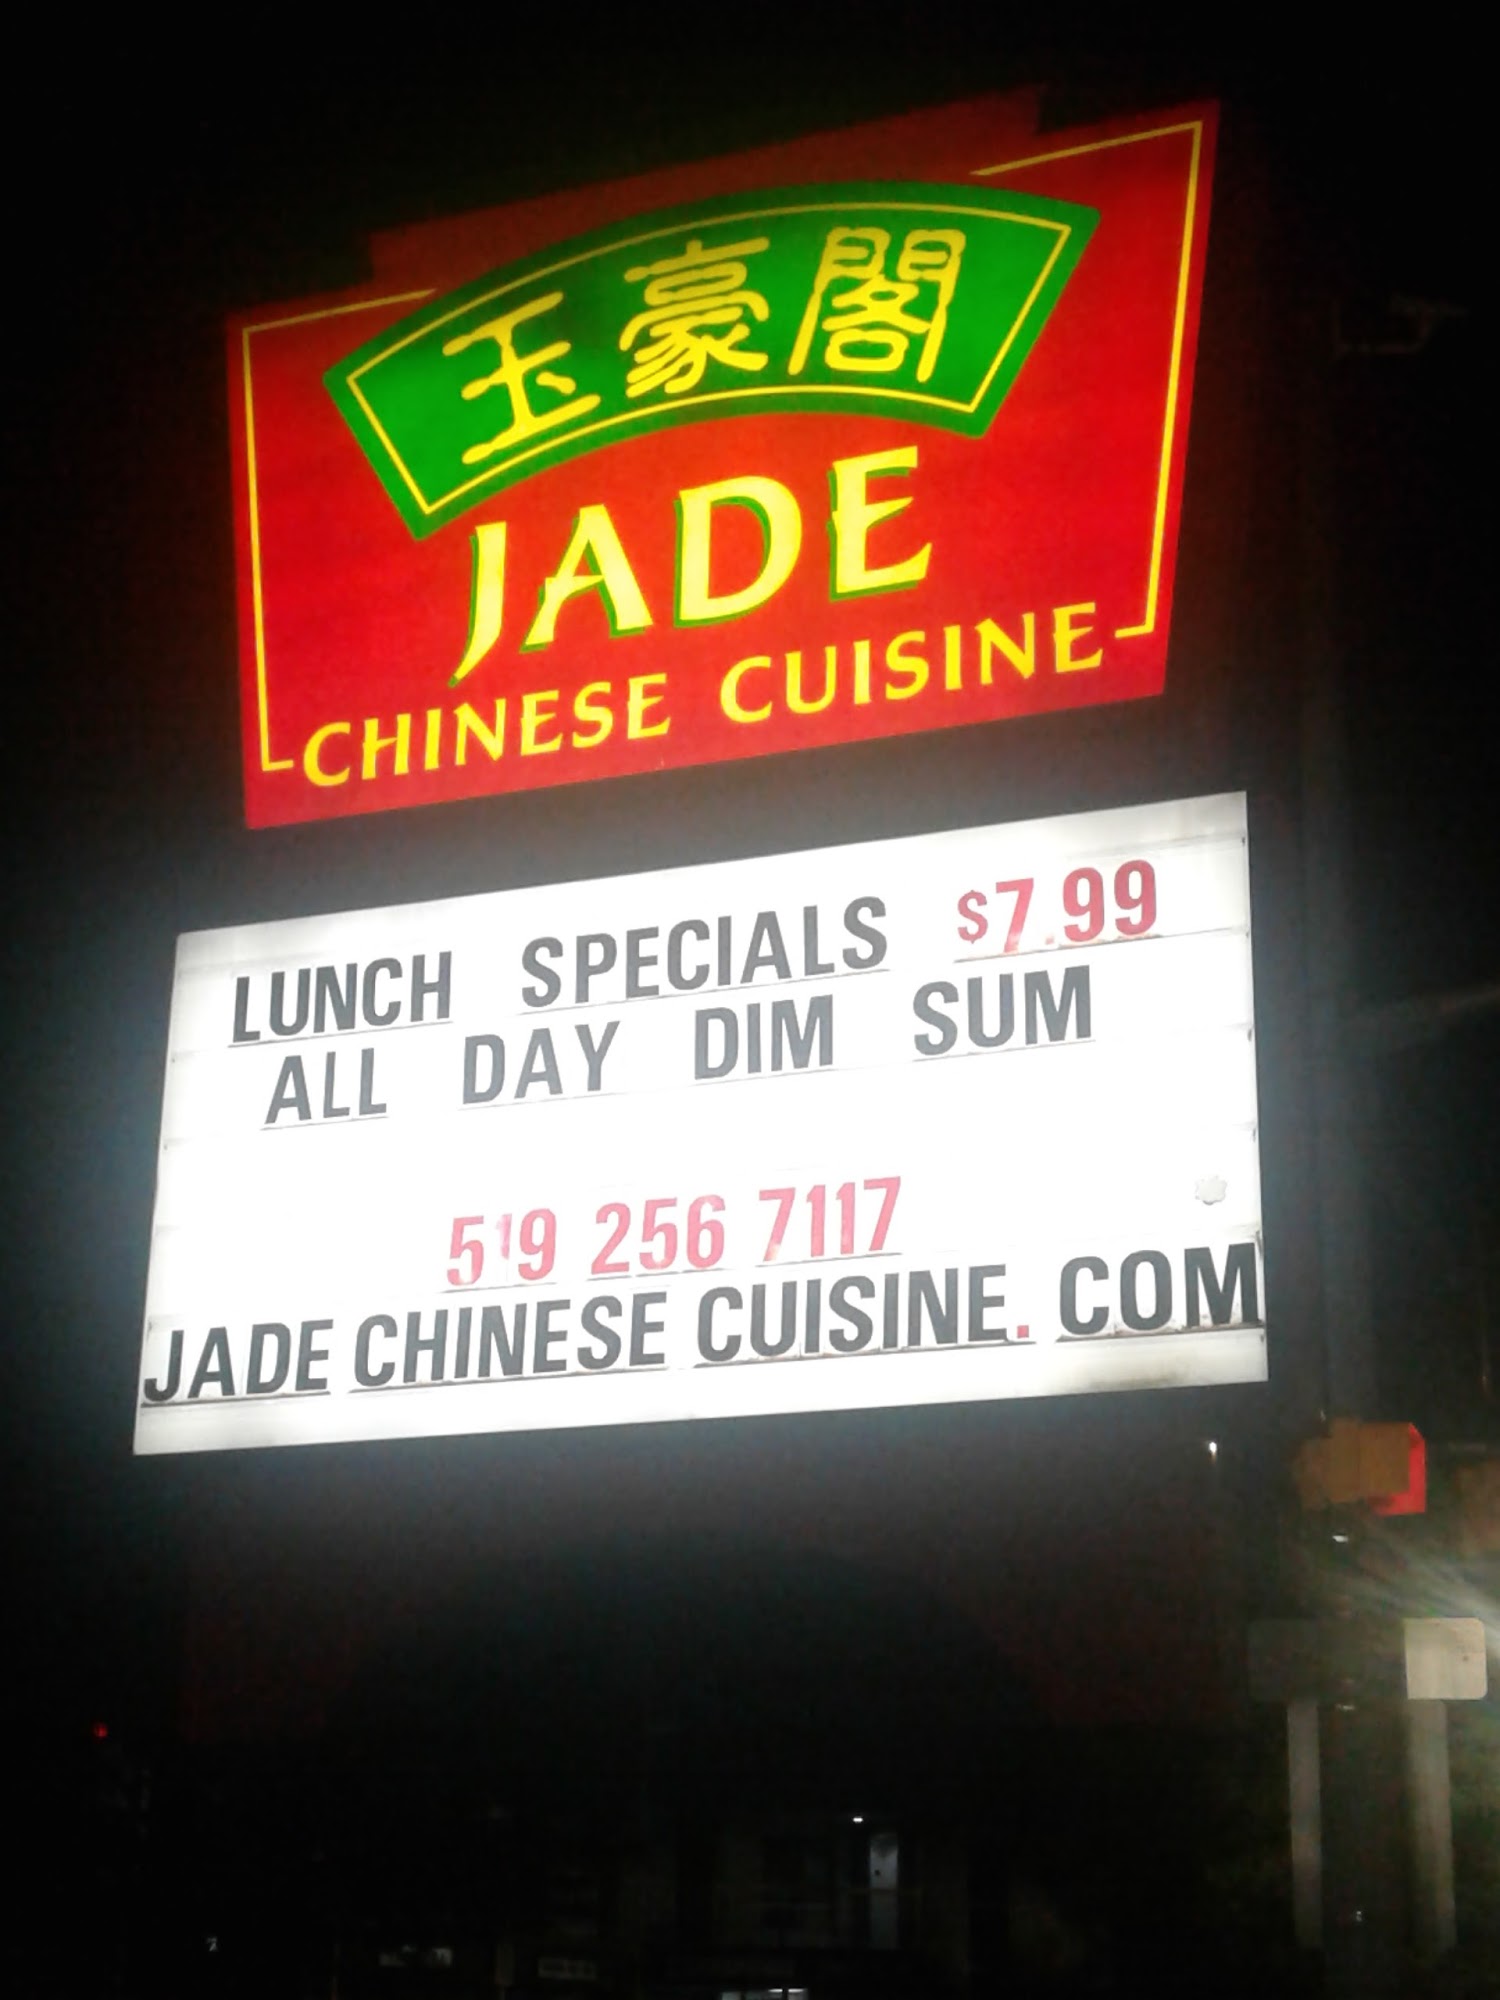 玉豪閣
JADE
CHINESE CUISINE
LUNCH SPECIALS $7.99
ALL DAY DIM SUM
519 256 7117
JADE CHINESE CUISINE. COM